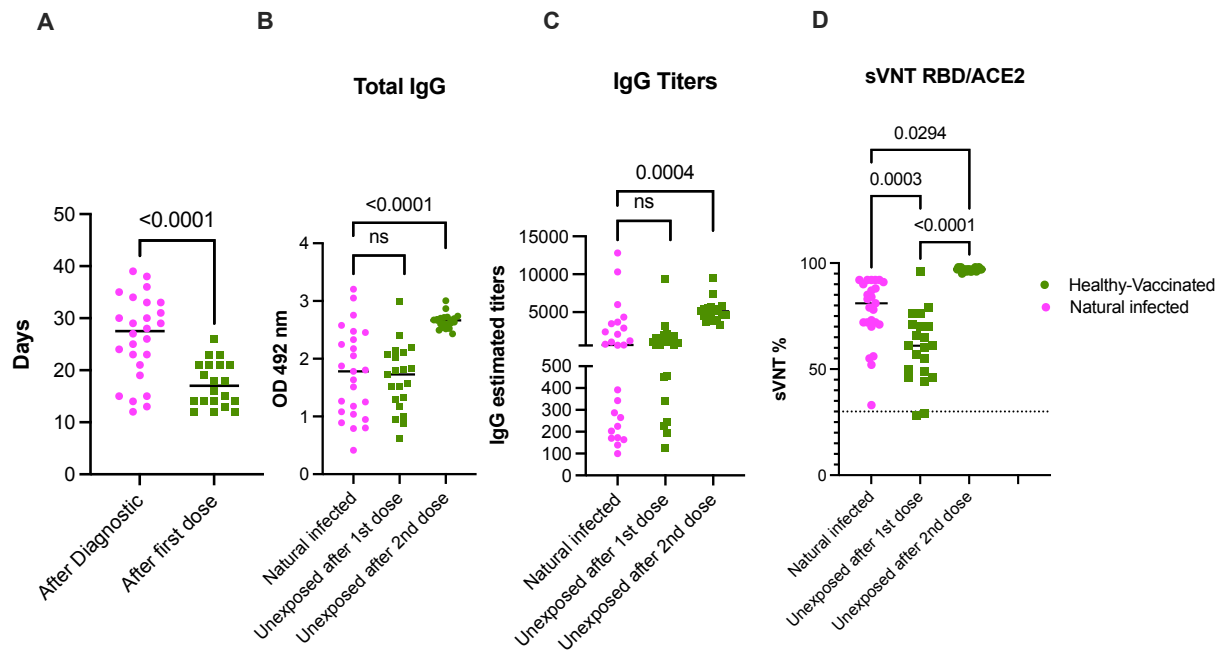 A
B
C
D
Total IgG
IgG Titers
sVNT RBD/ACE2
<0.0001
<0.0001
ns
0.0004
ns
0.0294
0.0003
<0.0001
Days
50
40
30
20
10
0
After Diagnostic
After first dose
OD 492 nm
4
3
2
1
0
Natural infected
Unexposed after 1st dose
Unexposed after 2nd dose
IgG estimated titers
15000
10000
5000
500
400
300
200
100
0
Natural infected
Unexposed after 1st dose
Unexposed after 2nd dose
sVNT %
100
50
0
Natural infected
Unexposed after 1st dose
Unexposed after 2nd dose
Healthy-Vaccinated
Natural infected